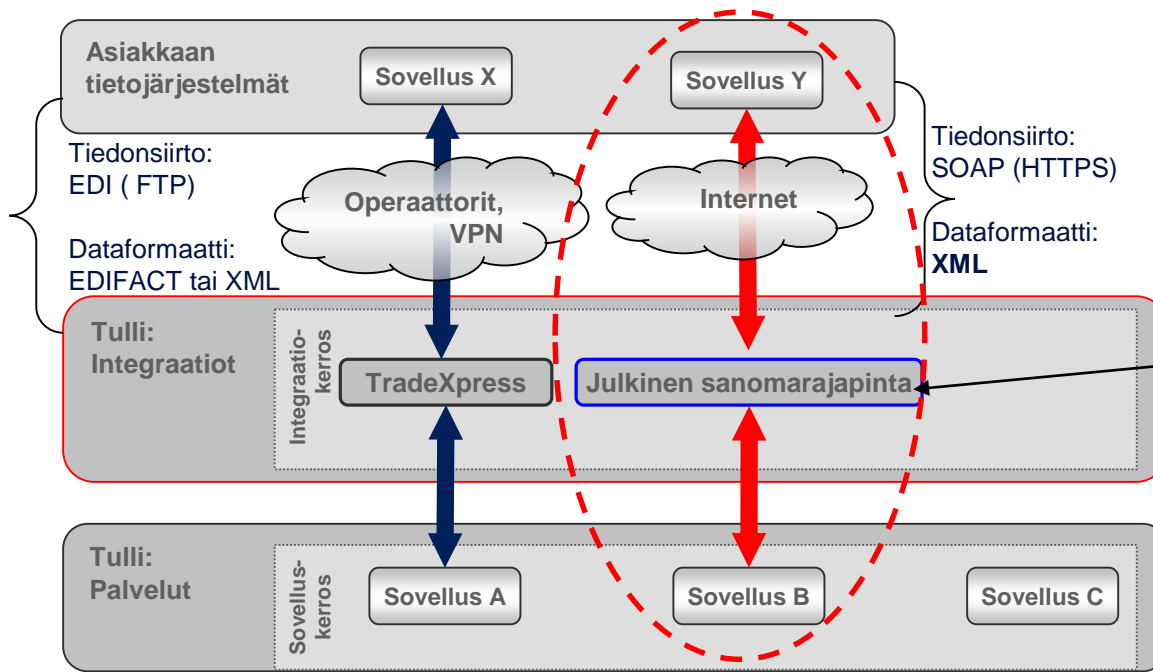 Asiakkaan
tietojärjestelmät
Sovellus X
Sovellus Y
Tiedonsiirto:
EDI ( FTP)
Dataformaatti:
EDIFACT tai XML
Operaattorit,
VPN
Internet
Tiedonsiirto:
SOAP (HTTPS)
Dataformaatti:
XML
Tulli:
Integraatiot
Integraatio-
kerros
TradeXpress
Julkinen sanomarajapinta
Tulli:
Palvelut
Sovellus-
kerros
Sovellus A
Sovellus B
Sovellus C